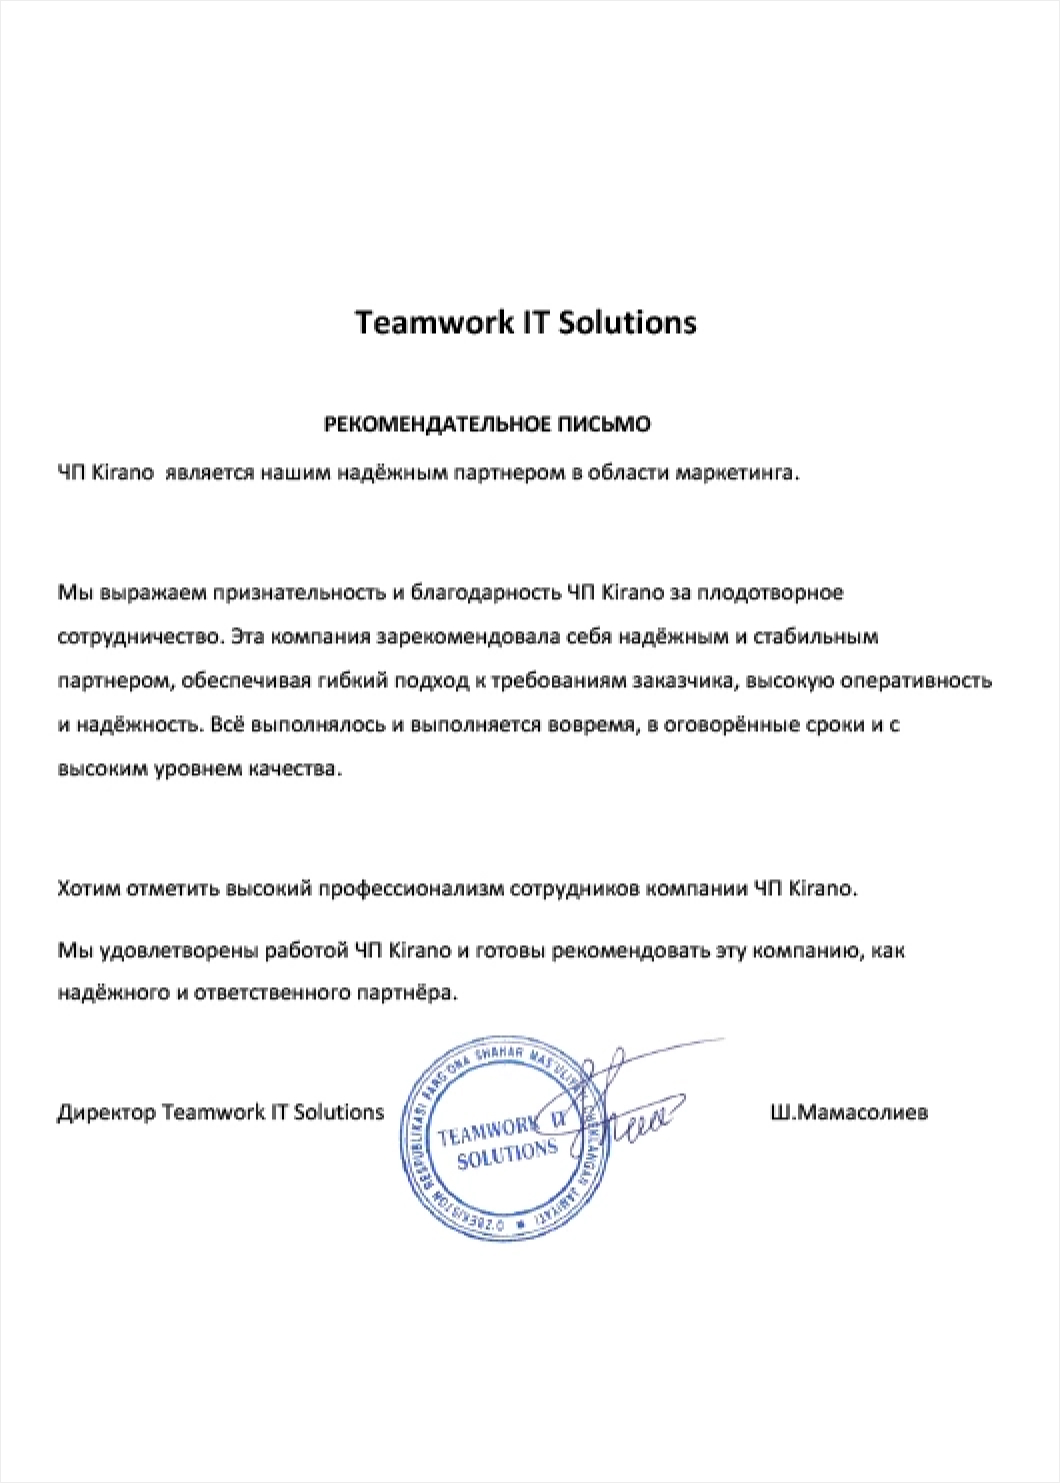 Teamwork IT Solutions
РЕКОМЕНДАТЕЛЬНОЕ ПИСЬМО
ЧП Kirano является нашим надёжным партнером в области маркетинга.
Мы выражаем признательность и благодарность ЧП Kirano за плодотворное
сотрудничество. Эта компания зарекомендовала себя надёжным и стабильным
партнером, обеспечивая гибкий подход к требованиям заказчика, высокую оперативность
и надёжность. Всё выполнялось и выполняется вовремя, в оговорённые сроки и с
высоким уровнем качества.
Хотим отметить высокий профессионализм сотрудников компании ЧП Kirano.
Мы удовлетворены работой ЧП Kirano и готовы рекомендовать эту компанию, как
надёжного и ответственного партнёра.
Директор Teamwork IT Solutions
Ш.Мамасолиев
O'ZBEKISTON RESPUBLIKASI FARG'ONA SHAHAR MAS'ULIYATI CHEKLANGAN JAMIYATI
TEAMWORK IT
SOLUTIONS